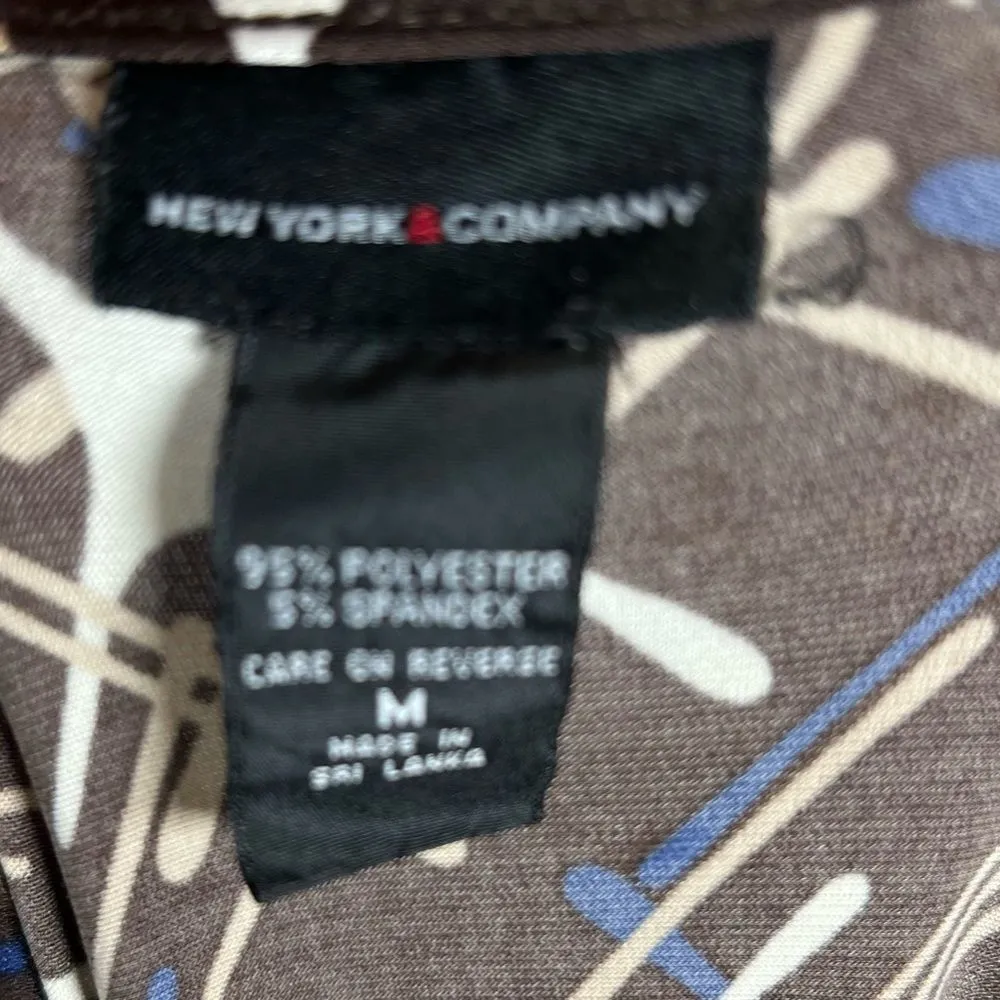 NEW YORK & COMPANY
95% POLYESTER
5% SPANDEX
CARE ON REVERSE
M
MADE IN
SRI LANKA